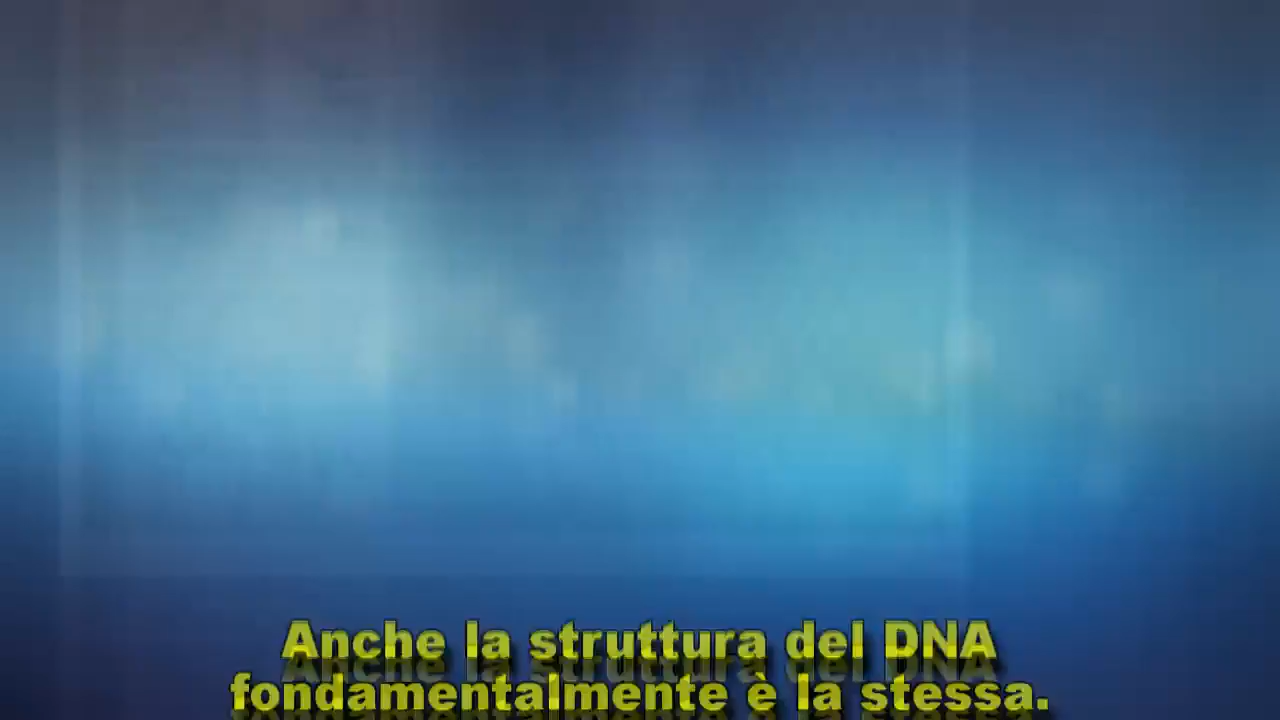 Anche la struttura del DNA
fondamentalmente è la stessa.